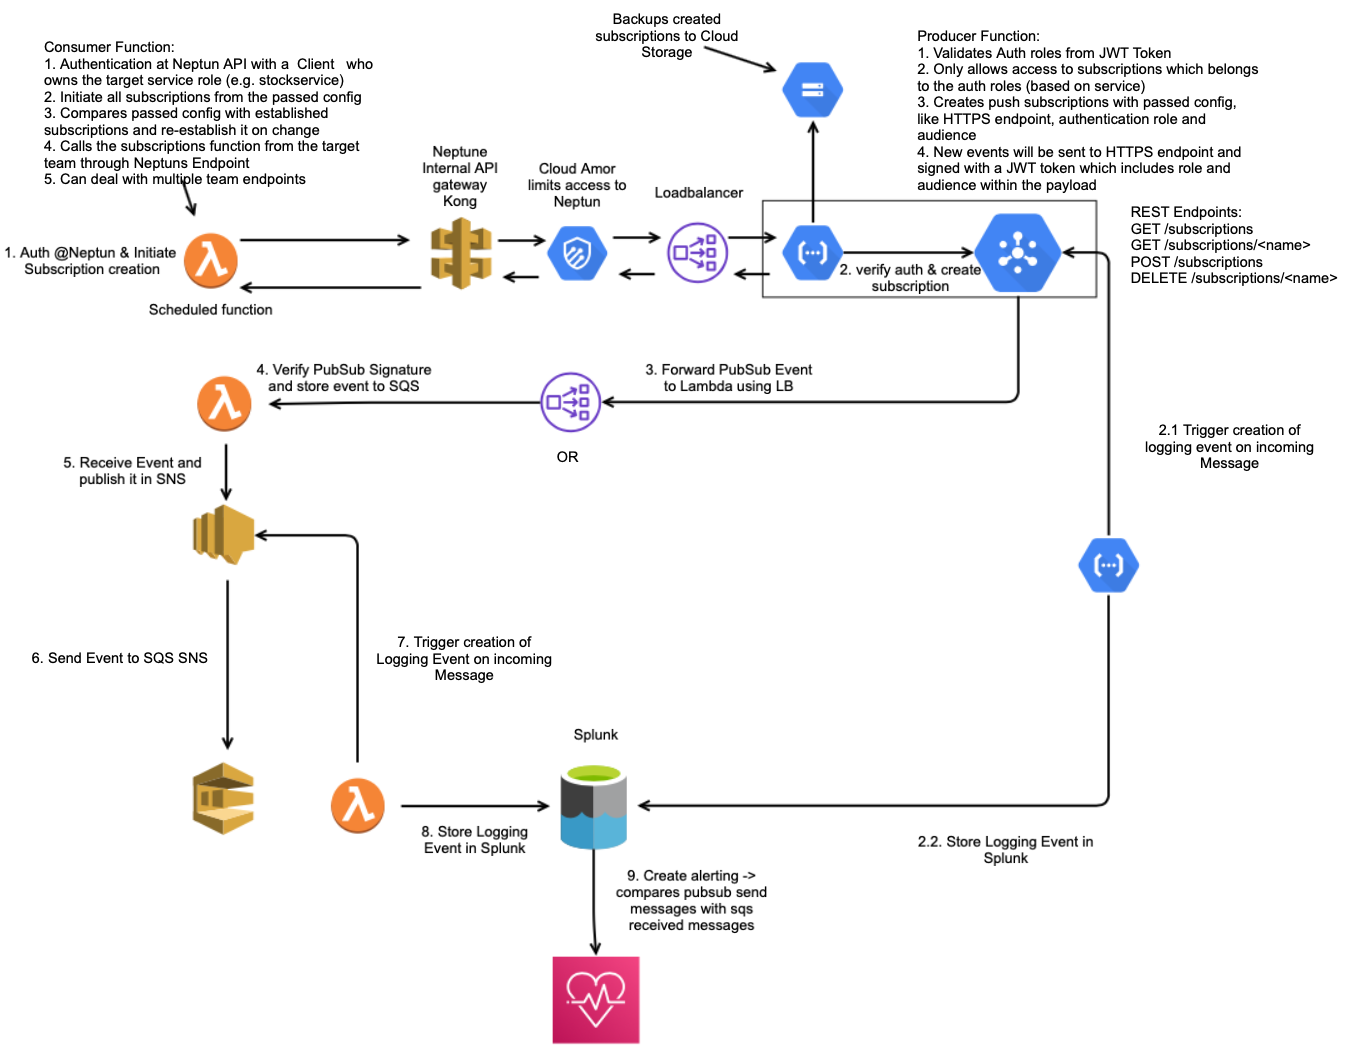 Backups created
subscriptions to Cloud
Storage
Consumer Function:
1. Authentication at Neptun API with a Client who
owns the target service role (e.g. stockservice)
2. Initiate all subscriptions from the passed config
3. Compares passed config with established
subscriptions and re-establish it on change
4. Calls the subscriptions function from the target
team through Neptuns Endpoint
5. Can deal with multiple team endpoints
Producer Function:
1. Validates Auth roles from JWT Token
2. Only allows access to subscriptions which belongs
to the auth roles (based on service)
3. Creates push subscriptions with passed config,
like HTTPS endpoint, authentication role and
audience
4. New events will be sent to HTTPS endpoint and
signed with a JWT token which includes role and
audience within the payload
Neptune
Internal API
gateway
Kong
Cloud Amor
limits access to
Neptun
Loadbalancer
REST Endpoints:
GET /subscriptions
GET /subscriptions/<name>
POST /subscriptions
DELETE /subscriptions/<name>
1. Auth @Neptun & Initiate
Subscription creation
Scheduled function
2. verify auth & create
subscription
4. Verify PubSub Signature
and store event to SQS
3. Forward PubSub Event
to Lambda using LB
OR
2.1 Trigger creation of
logging event on incoming
Message
5. Receive Event and
publish it in SNS
6. Send Event to SQS SNS
7. Trigger creation of
Logging Event on incoming
Message
Splunk
8. Store Logging
Event in Splunk
2.2. Store Logging Event in
Splunk
9. Create alerting ->
compares pubsub send
messages with sqs
received messages